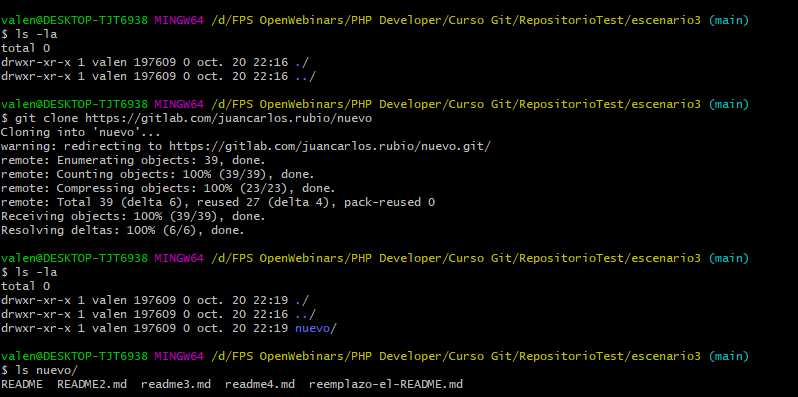 valen@DESKTOP-TJT6938 MINGW64 /d/FPS OpenWebinars/PHP Developer/Curso Git/RepositorioTest/escenario3 (main)
$ ls -la
total 0
drwxr-xr-x 1 valen 197609 0 oct. 20 22:16 ./
drwxr-xr-x 1 valen 197609 0 oct. 20 22:16 ../
valen@DESKTOP-TJT6938 MINGW64 /d/FPS OpenWebinars/PHP Developer/Curso Git/RepositorioTest/escenario3 (main)
$ git clone https://gitlab.com/juancarlos.rubio/nuevo
Cloning into 'nuevo'...
warning: redirecting to https://gitlab.com/juancarlos.rubio/nuevo.git/
remote: Enumerating objects: 39, done.
remote: Counting objects: 100% (39/39), done.
remote: Compressing objects: 100% (23/23), done.
remote: Total 39 (delta 6), reused 27 (delta 4), pack-reused 0
Receiving objects: 100% (39/39), done.
Resolving deltas: 100% (6/6), done.
valen@DESKTOP-TJT6938 MINGW64 /d/FPS OpenWebinars/PHP Developer/Curso Git/RepositorioTest/escenario3 (main)
$ ls -la
total 0
drwxr-xr-x 1 valen 197609 0 oct. 20 22:19 ./
drwxr-xr-x 1 valen 197609 0 oct. 20 22:16 ../
drwxr-xr-x 1 valen 197609 0 oct. 20 22:19 nuevo/
valen@DESKTOP-TJT6938 MINGW64 /d/FPS OpenWebinars/PHP Developer/Curso Git/RepositorioTest/escenario3 (main)
$ ls nuevo/
README  README2.md  readme3.md  readme4.md  reemplazo-el-README.md